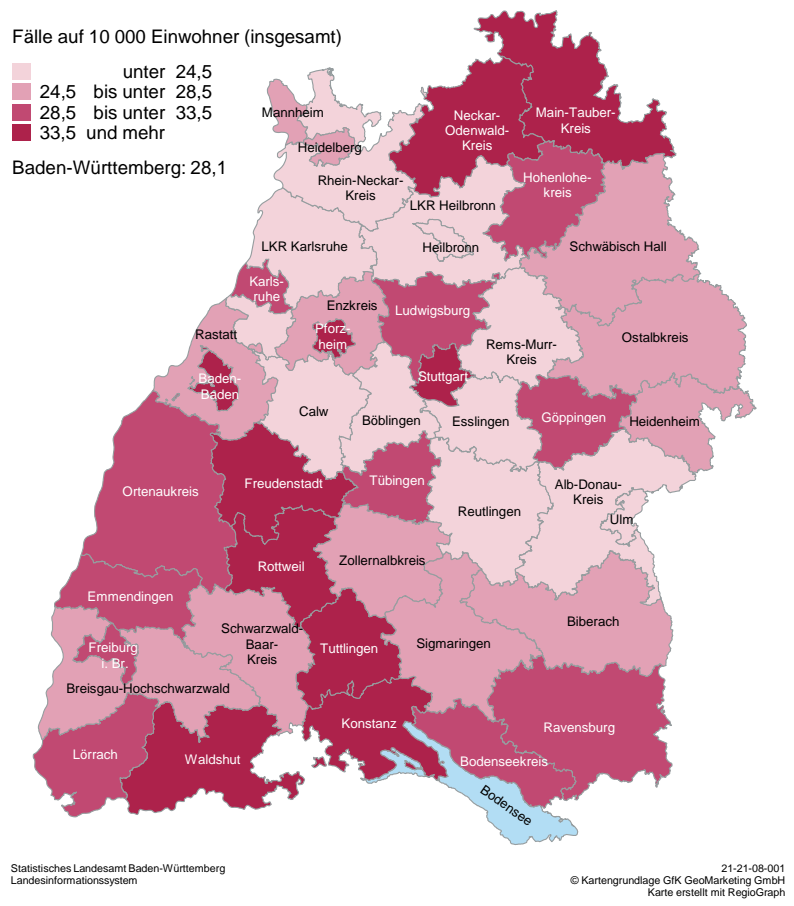 Fälle auf 10 000 Einwohner (insgesamt)
unter 24,5
24,5 bis unter 28,5
28,5 bis unter 33,5
33,5 und mehr
Baden-Württemberg: 28,1
Mannheim
Heidelberg
Rhein-Neckar-
Kreis
Neckar-
Odenwald-
Kreis
Main-Tauber-
Kreis
Hohenlohe-
kreis
LKR Heilbronn
Heilbronn
LKR Karlsruhe
Schwäbisch Hall
Karls-
ruhe
Enzkreis
Ludwigsburg
Pforz-
heim
Rastatt
Rems-Murr-
Kreis
Ostalbkreis
Baden-
Baden
Stuttgart
Calw
Böblingen
Esslingen
Göppingen
Heidenheim
Ortenaukreis
Freudenstadt
Tübingen
Reutlingen
Alb-Donau-
Kreis
Ulm
Rottweil
Zollernalbkreis
Emmendingen
Schwarzwald-
Baar-
Kreis
Tuttlingen
Sigmaringen
Biberach
Freiburg
i. Br.
Breisgau-Hochschwarzwald
Lörrach
Waldshut
Konstanz
Ravensburg
Bodenseekreis
Bodensee
Statistisches Landesamt Baden-Württemberg
Landesinformationssystem
21-21-08-001
© Kartengrundlage GfK GeoMarketing GmbH
Karte erstellt mit RegioGraph